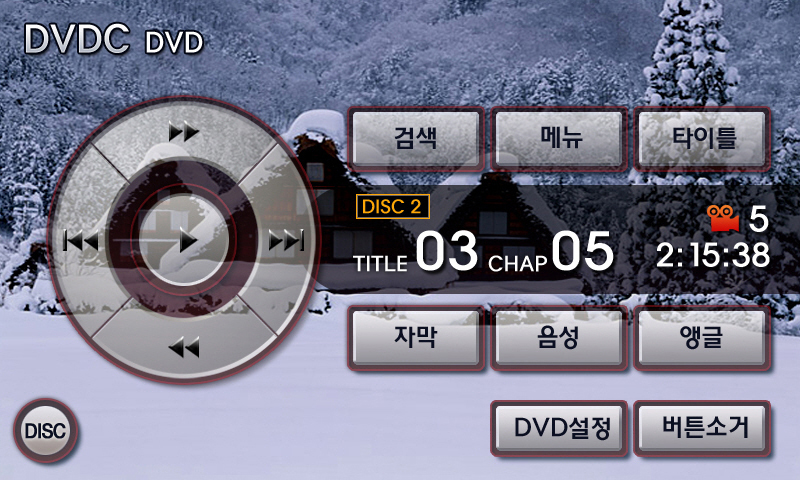 DVDC DVD
검색 메뉴 타이틀
DISC 2
TITLE 03 CHAP 05
5
2:15:38
자막 음성 앵글
DISC
DVD설정 버튼소거